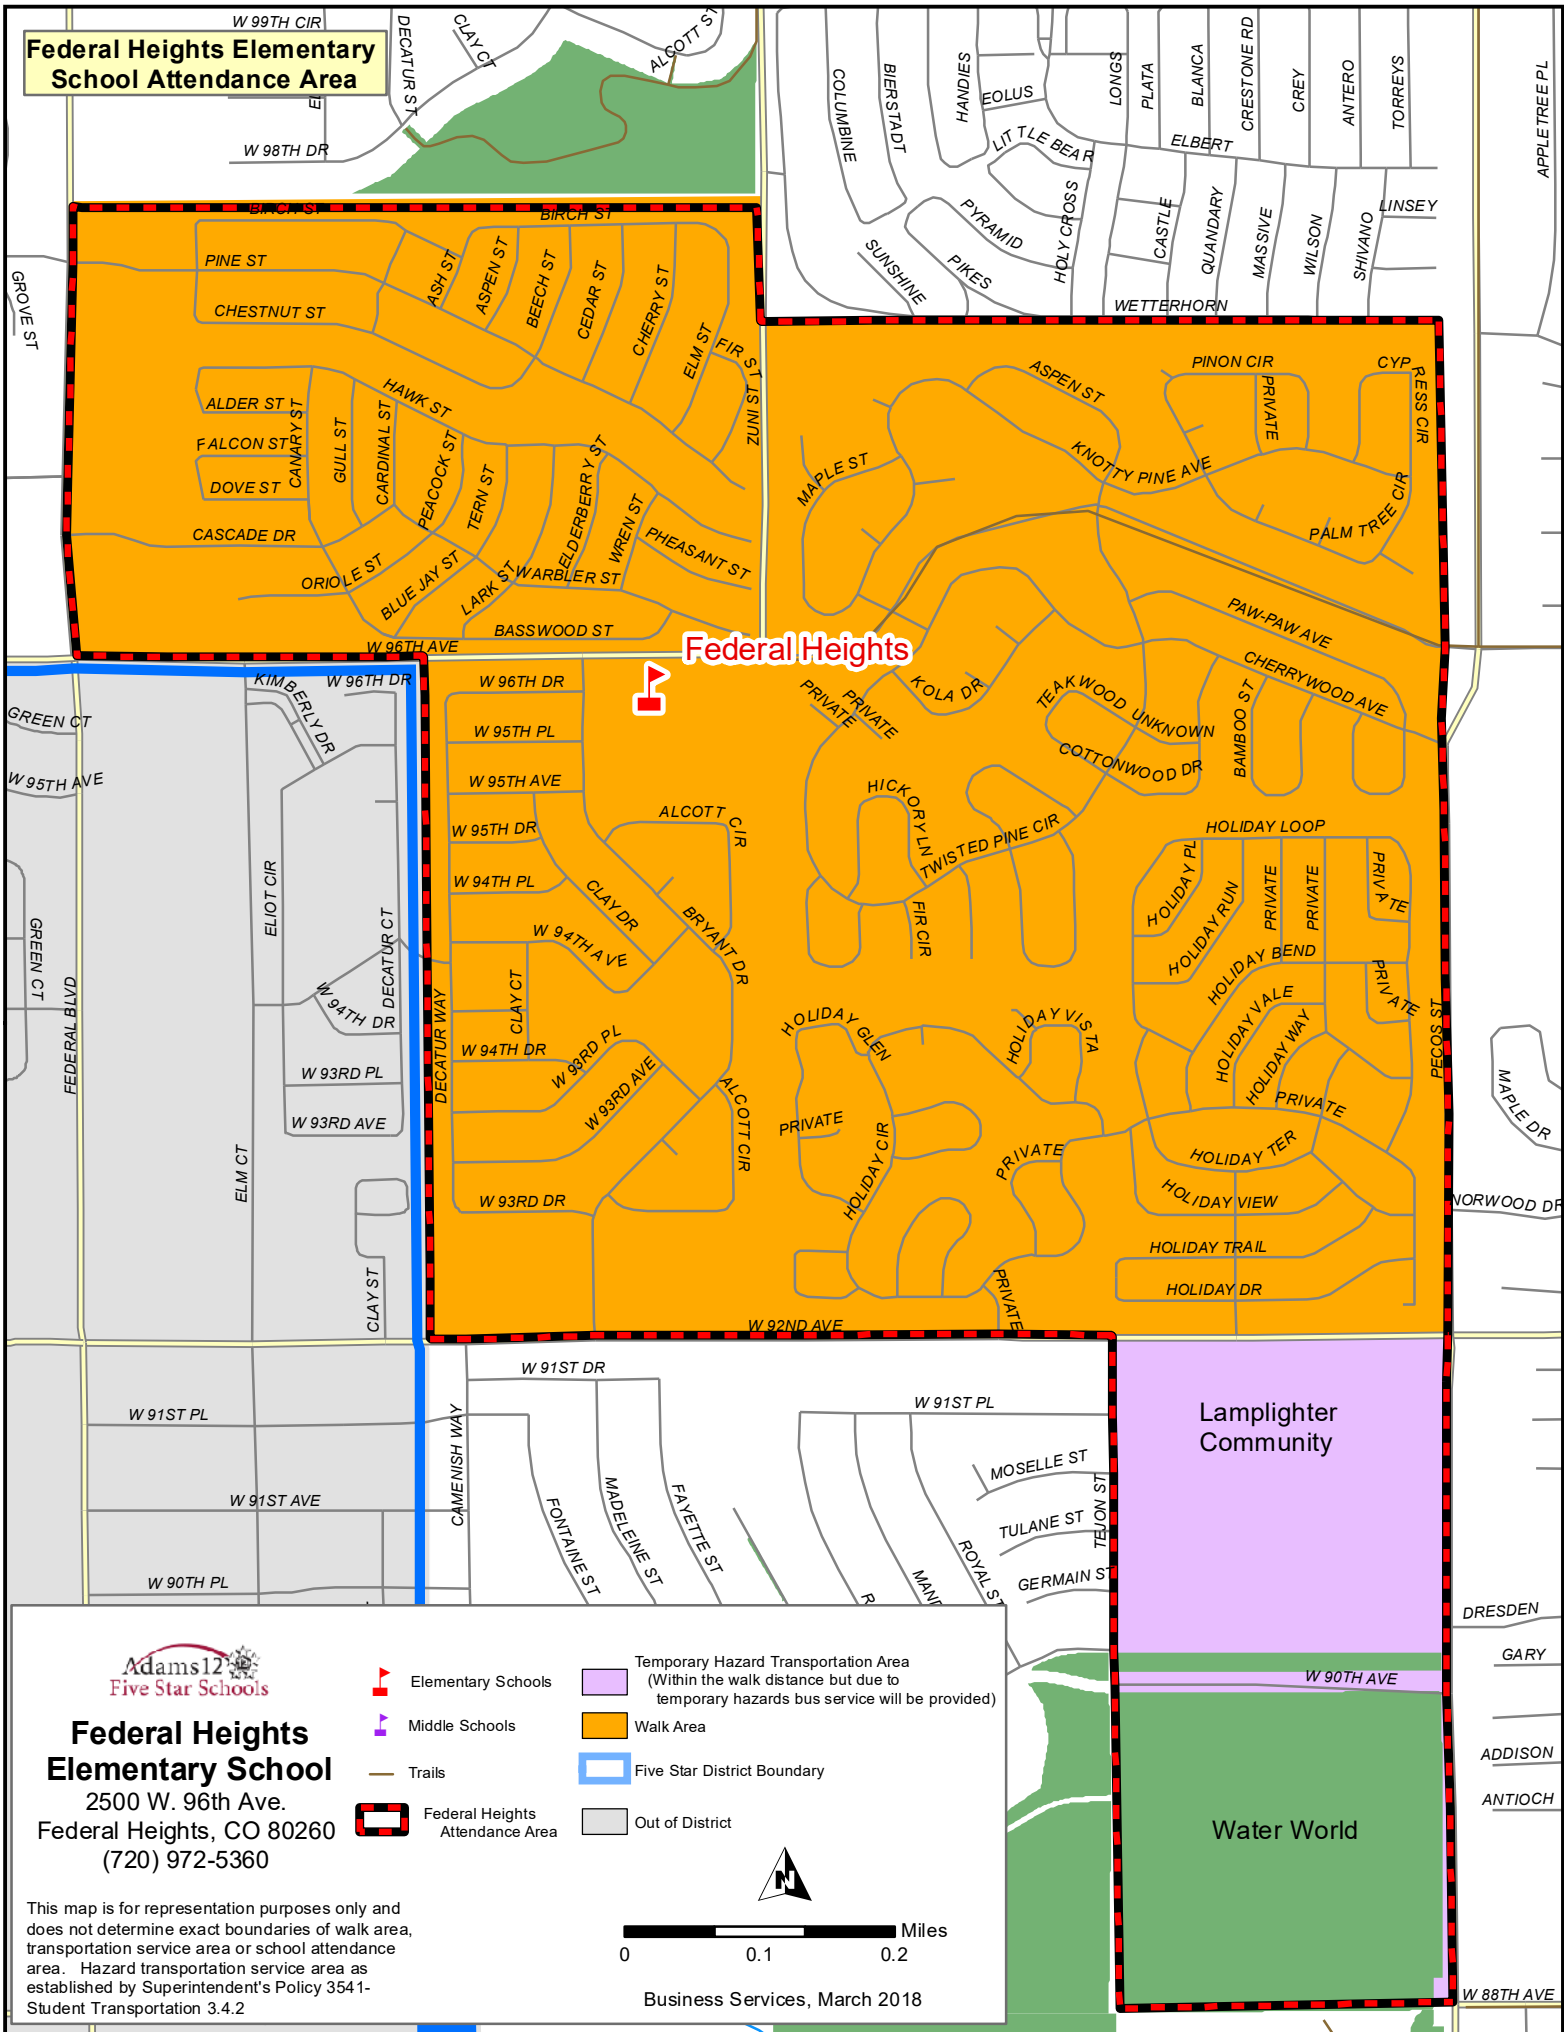 Federal Heights Elementary
School Attendance Area
W 99TH CIR
DECATUR ST
CLAY CT
ALCOTT ST
W 98TH DR
COLUMBINE
BIERSTADT
HANDIES
EOLUS
LONGS
PLATA
BLANCA
CRESTONE RD
CREY
ANTERO
TORREYS
APPLETREE PL
LITTLE BEAR
ELBERT
HOLY CROSS
CASTLE
QUANDARY
MASSIVE
WILSON
SHIVANO
LINSEY
PYRAMID
PIKES
SUNSHINE
WETTERHORN
GROVE ST
BIRCH ST
BIRCH ST
PINE ST
CHESTNUT ST
ASH ST
ASPEN ST
BEECH ST
CEDAR ST
CHERRY ST
ELM ST
FIR ST
ZUNI ST
HAWK ST
ALDER ST
FALCON ST
DOVE ST
CANARY ST
GULL ST
CARDINAL ST
PEACOCK ST
TERN ST
ELDERBERRY ST
WREN ST
PHEASANT ST
CASCADE DR
ORIOLE ST
BLUE JAY ST
LARK ST
WARBLER ST
BASSWOOD ST
W 96TH AVE
PINON CIR
PRIVATE
CYPRESS CIR
ASPEN ST
KNOTTY PINE AVE
MAPLE ST
PALM TREE CIR
PAW-PAW AVE
CHERRYWOOD AVE
Federal Heights
KOLA DR
PRIVATE
PRIVATE
TEAKWOOD
UNKNOWN
COTTONWOOD DR
BAMBOO ST
HICKORY LN
TWISTED PINE CIR
FIR CIR
W 96TH DR
KIMBERLY DR
GREEN CT
W 95TH AVE
W 96TH DR
W 95TH PL
W 95TH AVE
W 95TH DR
W 94TH PL
ALCOTT CIR
CLAY DR
BRYANT DR
W 94TH AVE
CLAY CT
W 94TH DR
W 93RD PL
W 93RD AVE
ALCOTT CIR
W 93RD DR
DECATUR WAY
ELIOT CIR
DECATUR CT
W 94TH DR
W 93RD PL
W 93RD AVE
GREEN CT
FEDERAL BLVD
ELM CT
CLAY ST
HOLIDAY LOOP
HOLIDAY PL
HOLIDAY RUN
PRIVATE
PRIVATE
PRIVATE
HOLIDAY BEND
HOLIDAY VALE
HOLIDAY WAY
PRIVATE
PRIVATE
PECOS ST
HOLIDAY GLEN
HOLIDAY VISTA
PRIVATE
HOLIDAY CIR
PRIVATE
HOLIDAY TER
HOLIDAY VIEW
HOLIDAY TRAIL
HOLIDAY DR
PRIVATE
W 92ND AVE
MAPLE DR
NORWOOD DR
W 91ST DR
W 91ST PL
W 91ST PL
W 91ST AVE
W 90TH PL
CAMENISH WAY
FONTAINE ST
MADELEINE ST
FAYETTE ST
ROYAL ST
MOSELLE ST
TULANE ST
GERMAIN ST
TEJON ST
Lamplighter
Community
W 90TH AVE
Water World
DRESDEN
GARY
ADDISON
ANTIOCH
W 88TH AVE
Adams12
Five Star Schools
Federal Heights
Elementary School
2500 W. 96th Ave.
Federal Heights, CO 80260
(720) 972-5360
This map is for representation purposes only and
does not determine exact boundaries of walk area,
transportation service area or school attendance
area. Hazard transportation service area as
established by Superintendent's Policy 3541-
Student Transportation 3.4.2
Elementary Schools
Middle Schools
Trails
Federal Heights
Attendance Area
Temporary Hazard Transportation Area
(Within the walk distance but due to
temporary hazards bus service will be provided)
Walk Area
Five Star District Boundary
Out of District
N
Miles
0 0.1 0.2
Business Services, March 2018